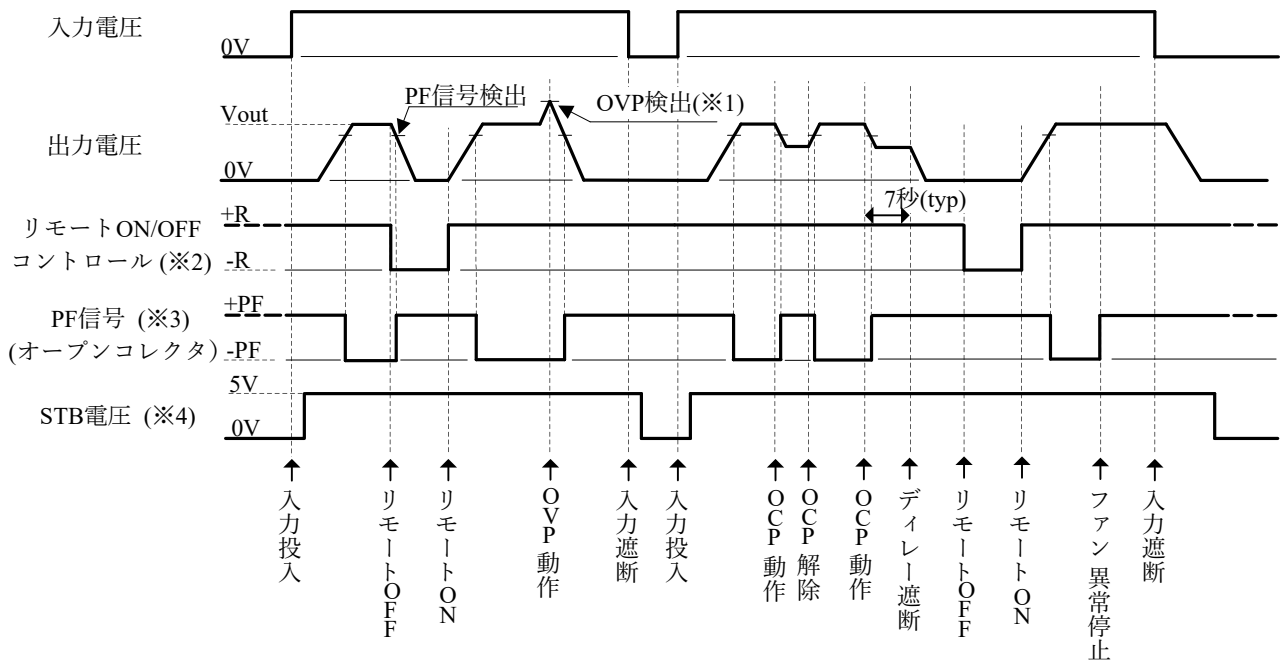 入力電圧
0V
PF信号検出
OVP検出(※1)
Vout
出力電圧
0V
7秒(typ)
+R
リモートON/OFF
コントロール (※2)
-R
+PF
PF信号 (※3)
(オープンコレクタ)
-PF
5V
STB電圧 (※4)
0V
入力投入
リモートOFF
リモートON
OVP動作
入力遮断
入力投入
OCP動作
OCP解除
OCP動作
ディレー遮断
リモートOFF
リモートON
ファン異常停止
入力遮断